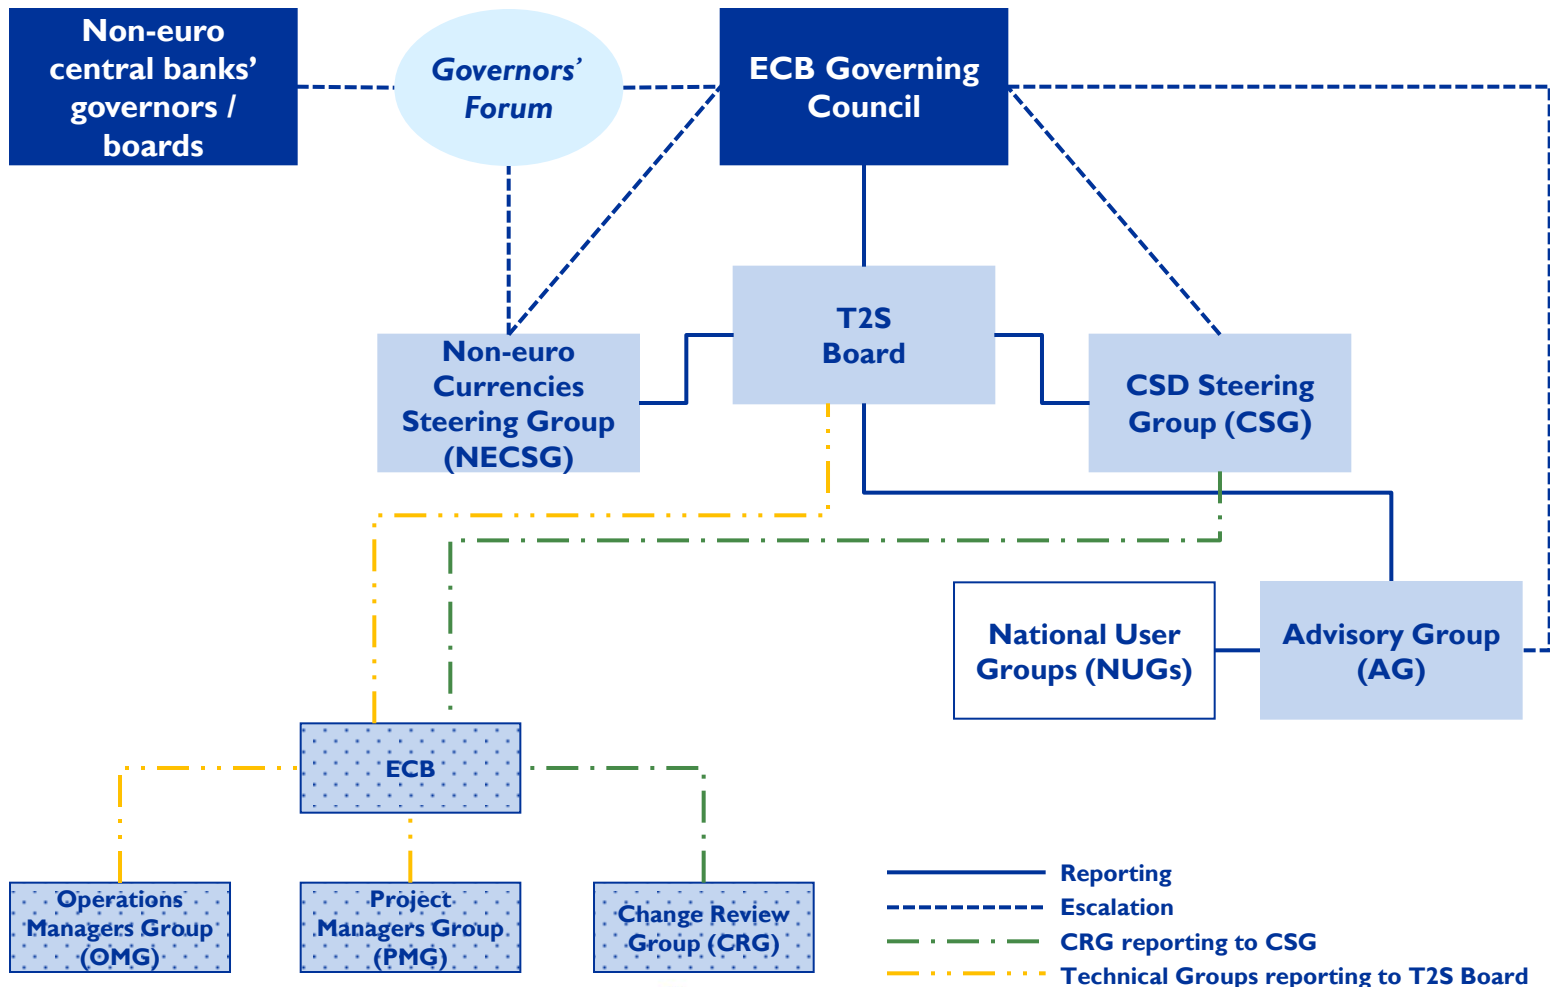 Non-euro
central banks’
governors /
boards
Governors’
Forum
ECB Governing
Council
T2S
Board
Non-euro
Currencies
Steering Group
(NECSG)
CSD Steering
Group (CSG)
National User
Groups (NUGs)
Advisory Group
(AG)
ECB
Operations
Managers Group
(OMG)
Project
Managers Group
(PMG)
Change Review
Group (CRG)
Reporting
Escalation
CRG reporting to CSG
Technical Groups reporting to T2S Board